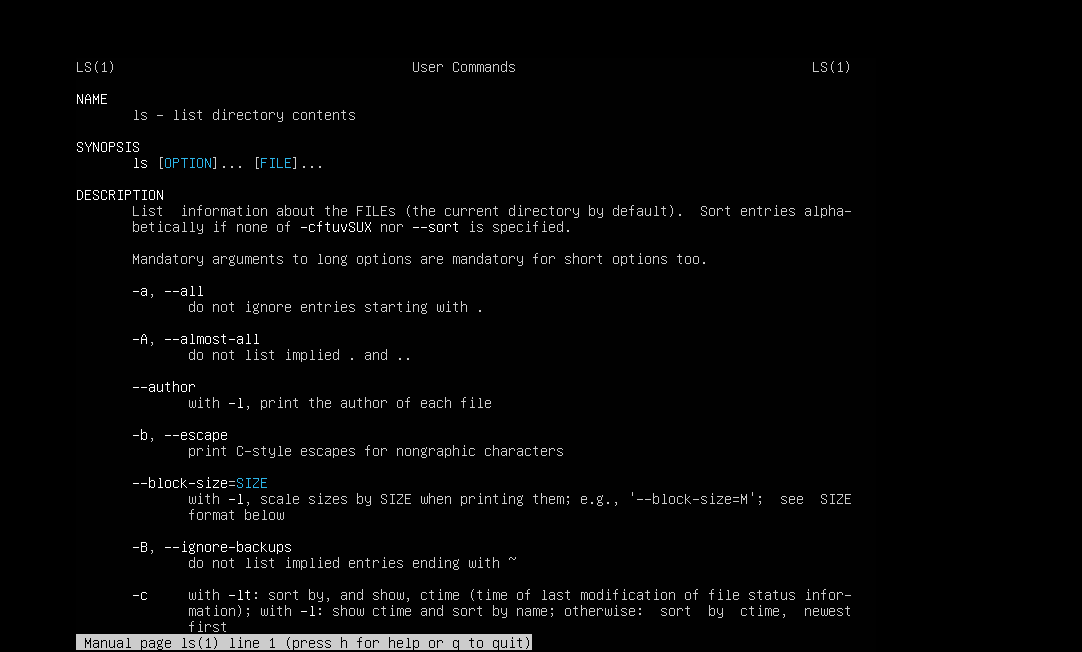 LS(1) User Commands LS(1)
NAME
ls - list directory contents
SYNOPSIS
ls [OPTION]... [FILE]...
DESCRIPTION
List information about the FILEs (the current directory by default). Sort entries alpha-
betically if none of -cftuvSUX nor --sort is specified.
Mandatory arguments to long options are mandatory for short options too.
-a, --all
do not ignore entries starting with .
-A, --almost-all
do not list implied . and ..
--author
with -l, print the author of each file
-b, --escape
print C-style escapes for nongraphic characters
--block-size=SIZE
with -l, scale sizes by SIZE when printing them; e.g., '--block-size=M'; see SIZE
format below
-B, --ignore-backups
do not list implied entries ending with ~
-c with -lt: sort by, and show, ctime (time of last modification of file status infor-
mation); with -l: show ctime and sort by name; otherwise: sort by ctime, newest
first
Manual page ls(1) line 1 (press h for help or q to quit)